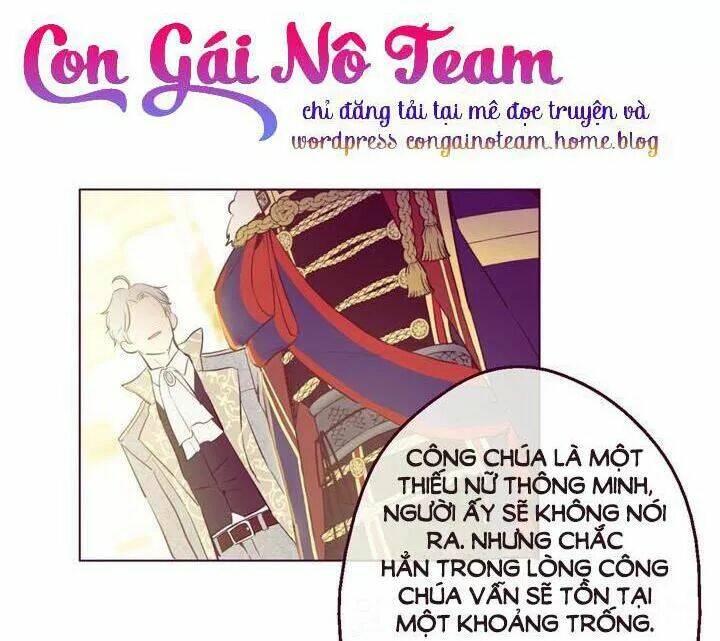 Con Gái Nô Team
chỉ đăng tải tại mê đọc truyện và
wordpress congainoteam.home.blog
CÔNG CHÚA LÀ MỘT
THIẾU NỮ THÔNG MINH,
NGƯỜI ẤY SẼ KHÔNG NÓI
RA. NHƯNG CHẮC
HẲN TRONG LÒNG CÔNG
CHÚA VẪN SẼ TỒN TẠI
MỘT KHOẢNG TRỐNG.